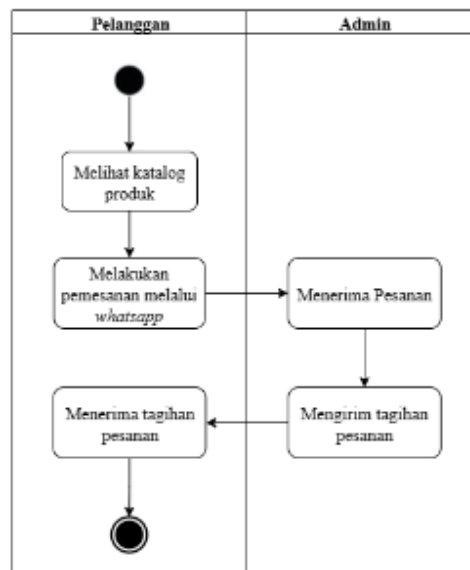 Pelanggan
Admin
Melihat katalog
produk
Melakukan
pemesanan melalui
whatsapp
Menerima Pesanan
Menerima tagihan
pesanan
Mengirim tagihan
pesanan